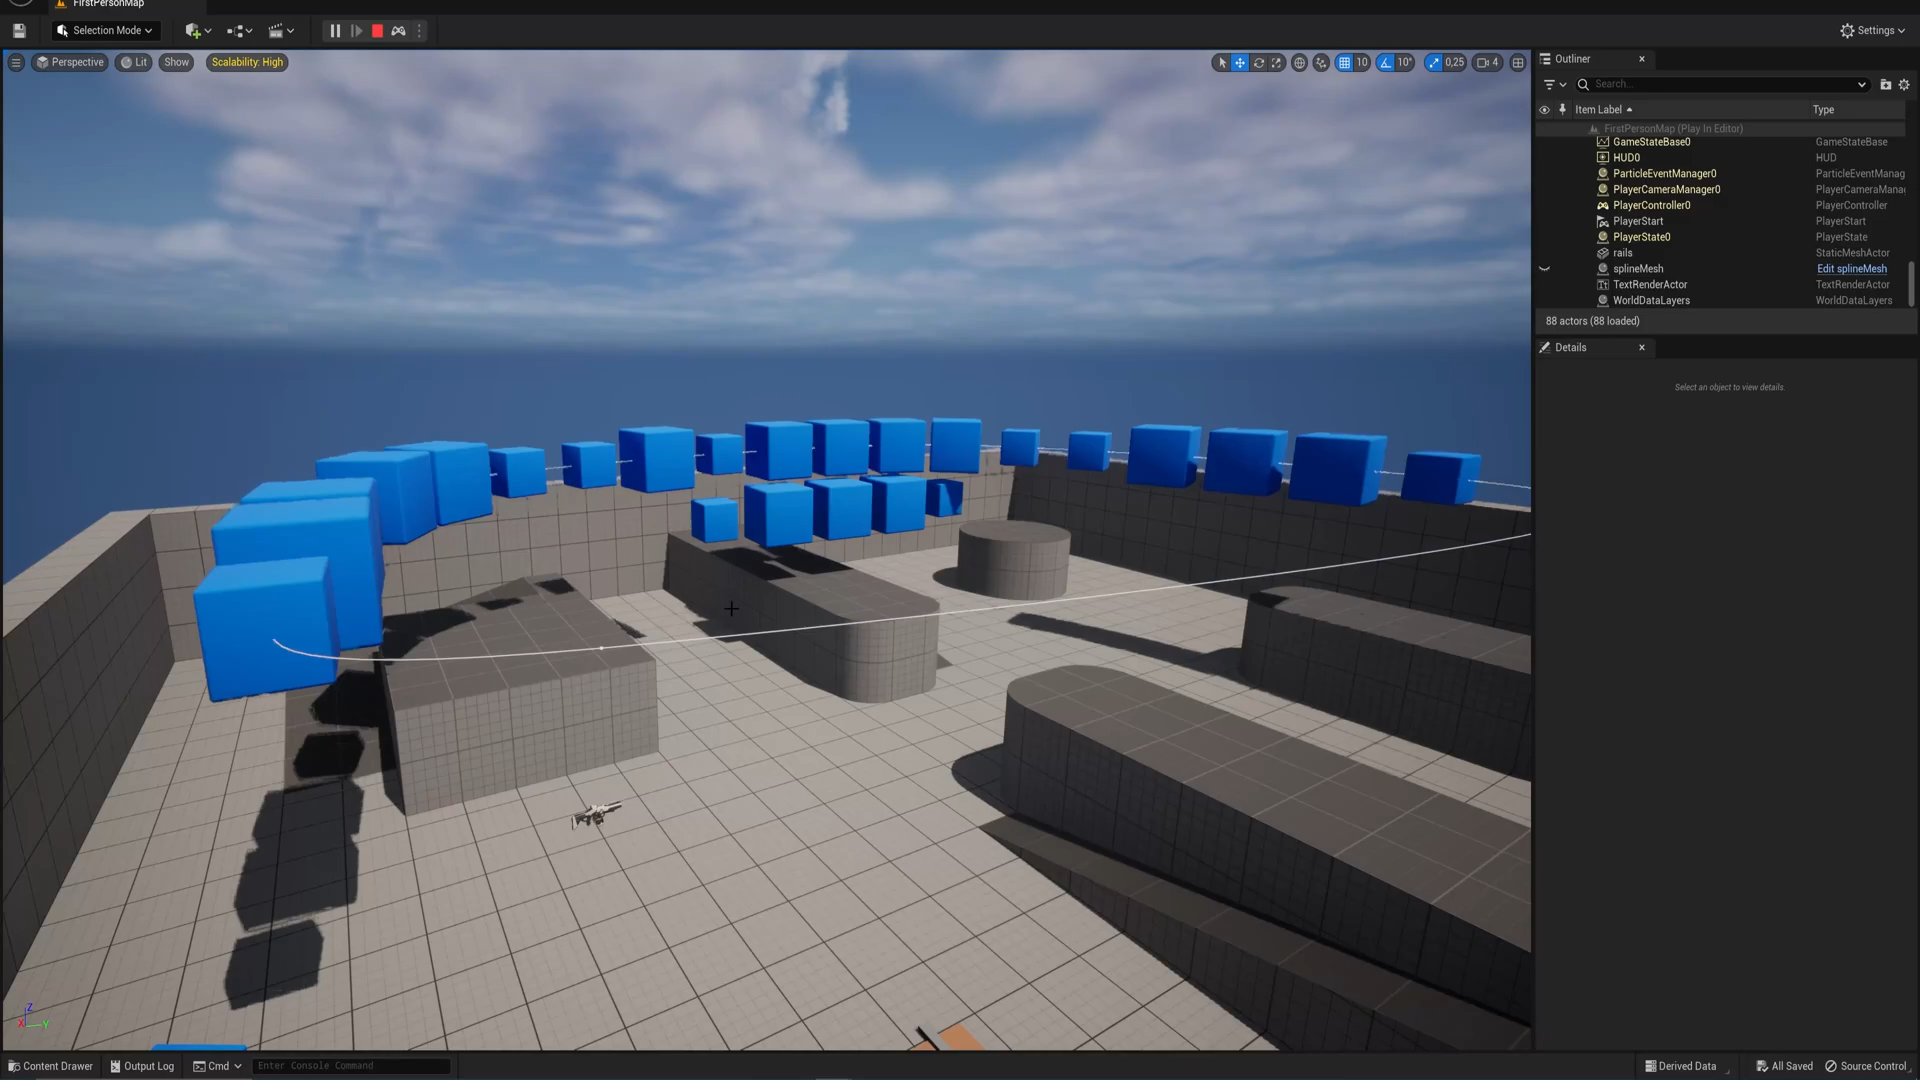 FirstPersonMap
Selection Mode
Settings
Perspective
Lit
Show
Scalability: High
10
10°
0,25
4
Outliner
Search...
Item Label
Type
FirstPersonMap (Play In Editor)
GameStateBase0 GameStateBase
HUD0 HUD
ParticleEventManager0 ParticleEventManag
PlayerCameraManager0 PlayerCameraMana
PlayerController0 PlayerController
PlayerStart PlayerStart
PlayerState0 PlayerState
rails StaticMeshActor
splineMesh Edit splineMesh
TextRenderActor TextRenderActor
WorldDataLayers WorldDataLayers
88 actors (88 loaded)
Details
Select an object to view details.
Z
X
Y
Content Drawer
Output Log
Cmd
Enter Console Command
Derived Data
All Saved
Source Control